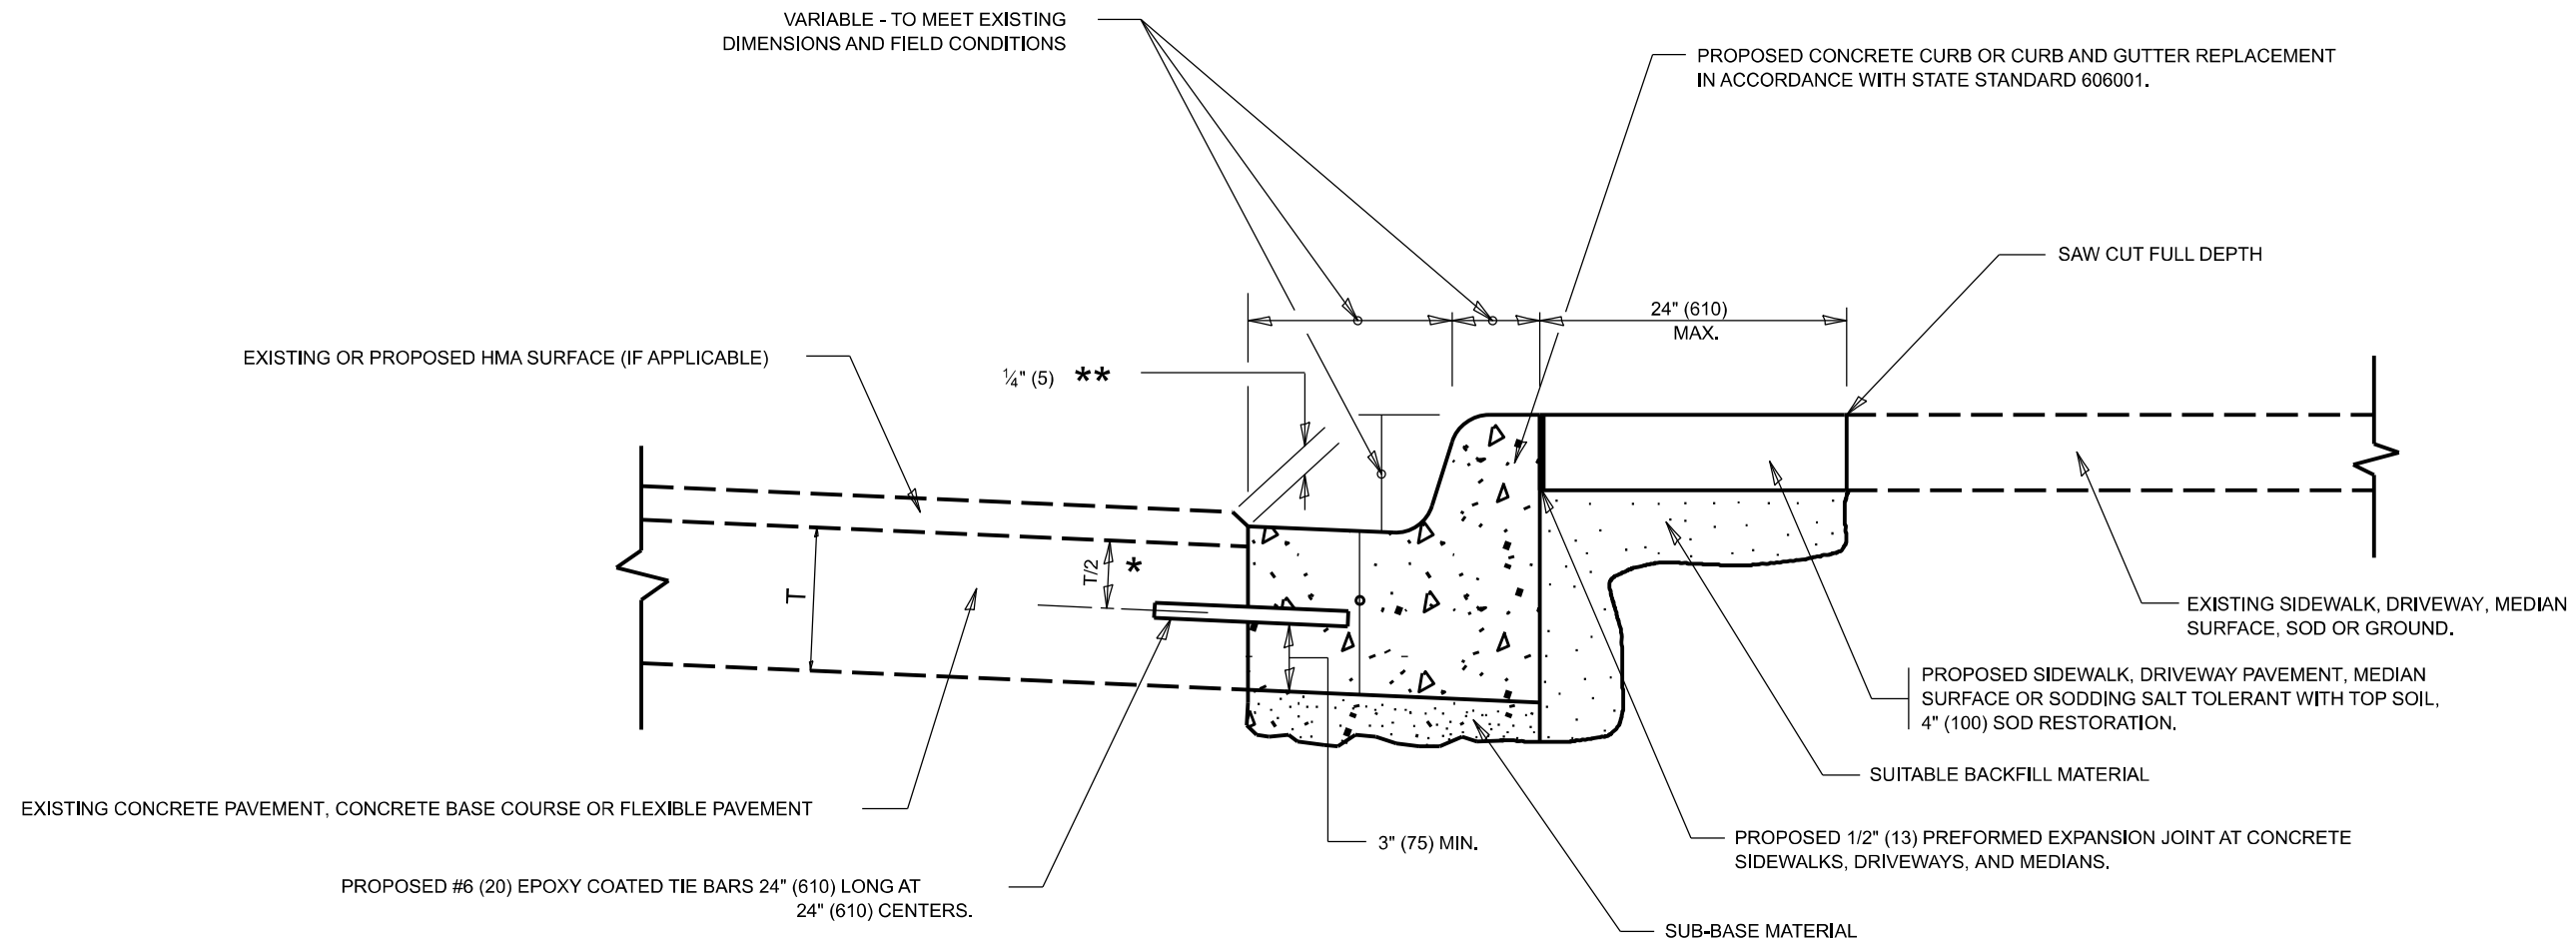 VARIABLE - TO MEET EXISTING
DIMENSIONS AND FIELD CONDITIONS
PROPOSED CONCRETE CURB OR CURB AND GUTTER REPLACEMENT
IN ACCORDANCE WITH STATE STANDARD 606001.
SAW CUT FULL DEPTH
24" (610)
MAX.
EXISTING OR PROPOSED HMA SURFACE (IF APPLICABLE)
¼" (5) **
T
T/2 *
EXISTING SIDEWALK, DRIVEWAY, MEDIAN
SURFACE, SOD OR GROUND.
PROPOSED SIDEWALK, DRIVEWAY PAVEMENT, MEDIAN
SURFACE OR SODDING SALT TOLERANT WITH TOP SOIL,
4" (100) SOD RESTORATION.
SUITABLE BACKFILL MATERIAL
EXISTING CONCRETE PAVEMENT, CONCRETE BASE COURSE OR FLEXIBLE PAVEMENT
3" (75) MIN.
PROPOSED 1/2" (13) PREFORMED EXPANSION JOINT AT CONCRETE
SIDEWALKS, DRIVEWAYS, AND MEDIANS.
PROPOSED #6 (20) EPOXY COATED TIE BARS 24" (610) LONG AT
24" (610) CENTERS.
SUB-BASE MATERIAL